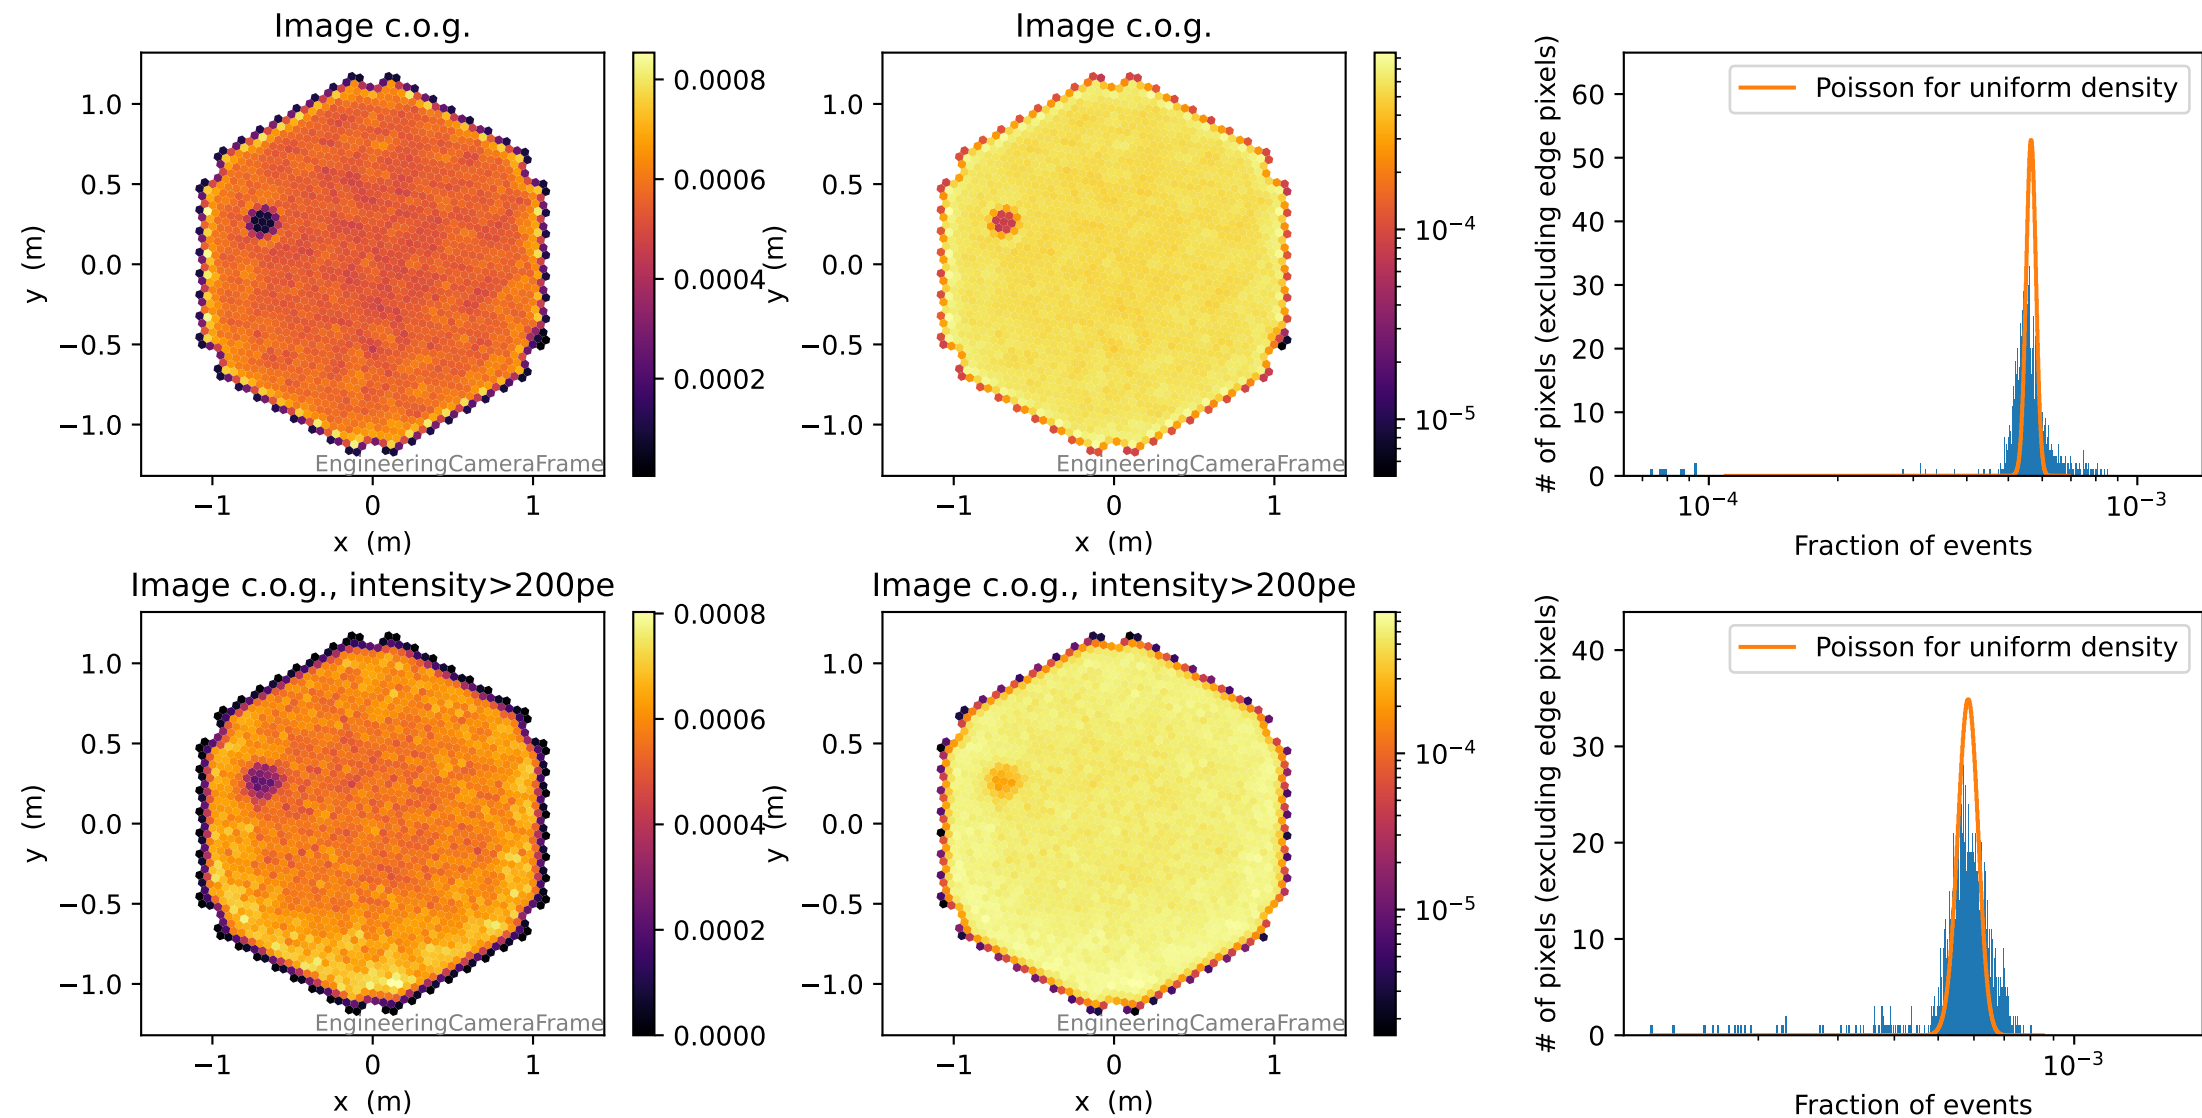 Image c.o.g.
1.0
0.5
0.0
−0.5
−1.0
y (m)
−1 0 1
x (m)
EngineeringCameraFrame
0.0008
0.0006
0.0004
0.0002
Image c.o.g.
1.0
0.5
0.0
−0.5
−1.0
y (m)
−1 0 1
x (m)
EngineeringCameraFrame
10⁻⁴
10⁻⁵
# of pixels (excluding edge pixels)
60
50
40
30
20
10
0
Poisson for uniform density
10⁻⁴ 10⁻³
Fraction of events
Image c.o.g., intensity>200pe
1.0
0.5
0.0
−0.5
−1.0
y (m)
−1 0 1
x (m)
EngineeringCameraFrame
0.0008
0.0006
0.0004
0.0002
0.0000
Image c.o.g., intensity>200pe
1.0
0.5
0.0
−0.5
−1.0
y (m)
−1 0 1
x (m)
EngineeringCameraFrame
10⁻⁴
10⁻⁵
# of pixels (excluding edge pixels)
40
30
20
10
0
Poisson for uniform density
10⁻³
Fraction of events